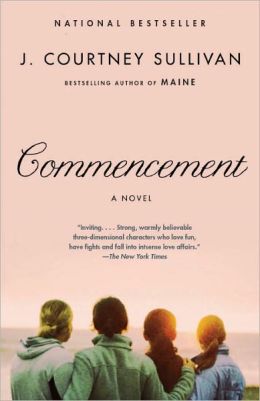 NATIONAL BESTSELLER
J. COURTNEY SULLIVAN
BESTSELLING AUTHOR OF MAINE
Commencement
A NOVEL
"Inviting. . . . Strong, warmly believable
three-dimensional characters who love fun,
have fights and fall into intsense love affairs."
—The New York Times